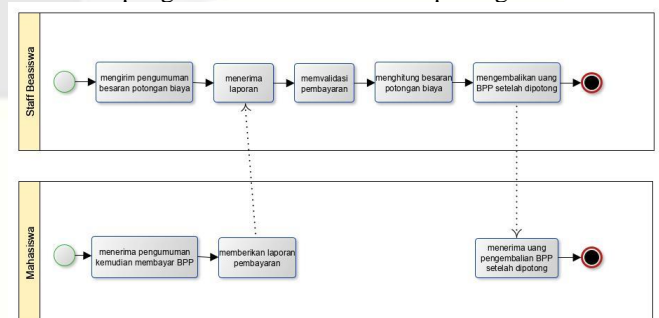 Staff Beasiswa
mengirim pengumuman
besaran potongan biaya
menerima
laporan
memvalidasi
pembayaran
menghitung besaran
potongan biaya
mengembalikan uang
BPP setelah dipotong
Mahasiswa
menerima pengumuman
kemudian membayar BPP
memberikan laporan
pembayaran
menerima uang
pengembalian BPP
setelah dipotong